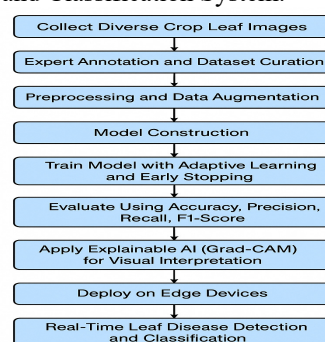 and Classification System.
Collect Diverse Crop Leaf Images
Expert Annotation and Dataset Curation
Preprocessing and Data Augmentation
Model Construction
Train Model with Adaptive Learning
and Early Stopping
Evaluate Using Accuracy, Precision,
Recall, F1-Score
Apply Explainable AI (Grad-CAM)
for Visual Interpretation
Deploy on Edge Devices
Real-Time Leaf Disease Detection
and Classification